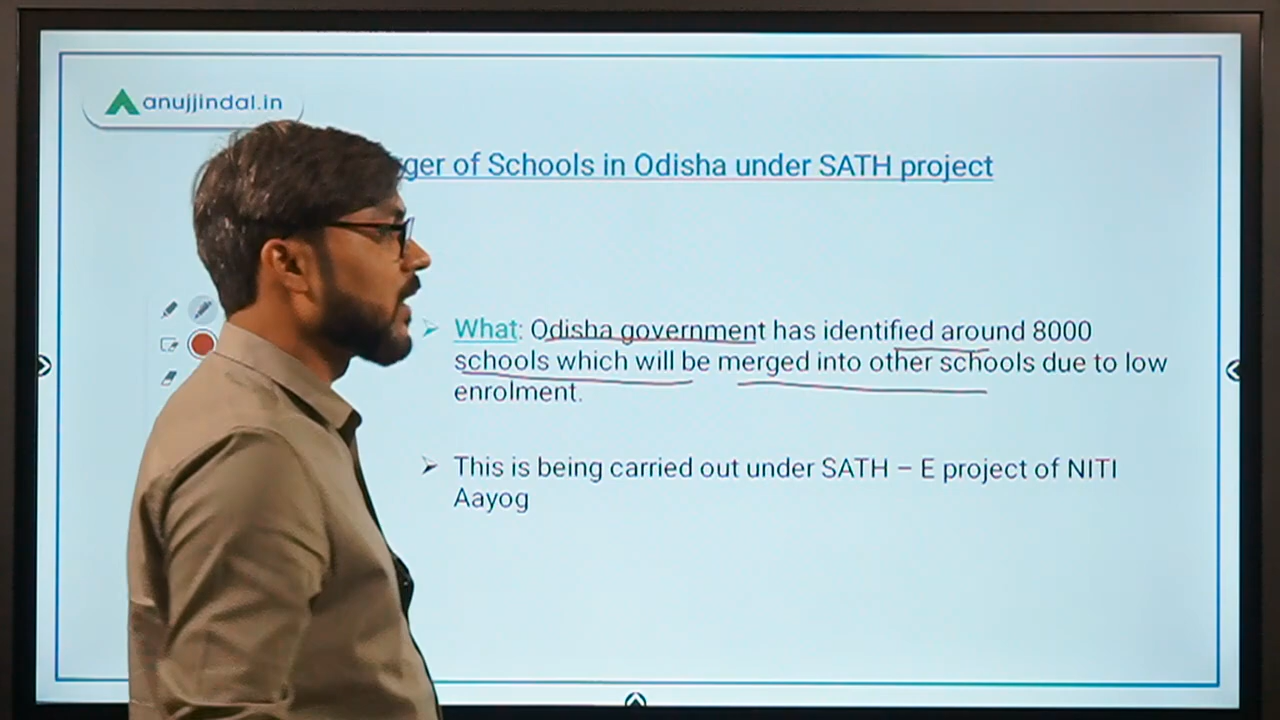 anujjindal.in
ger of Schools in Odisha under SATH project
What: Odisha government has identified around 8000
schools which will be merged into other schools due to low
enrolment.
This is being carried out under SATH – E project of NITI
Aayog